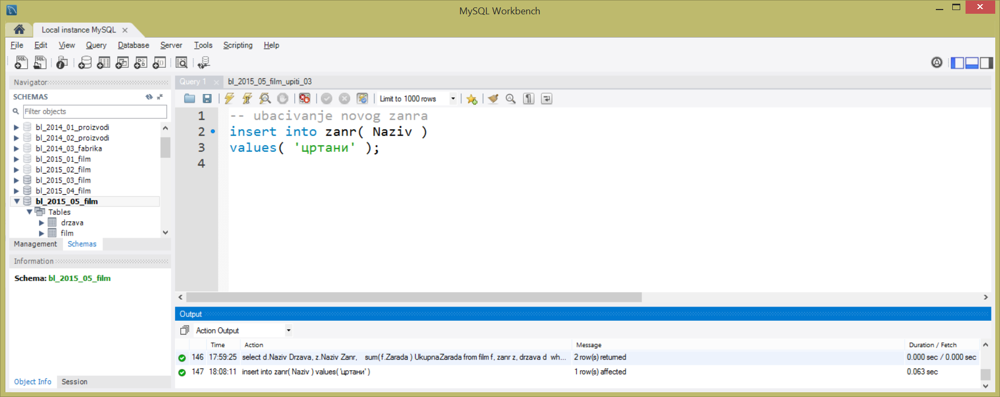 MySQL Workbench
Local instance MySQL
File Edit View Query Database Server Tools Scripting Help
Navigator
SCHEMAS
Filter objects
bl_2014_01_proizvodi
bl_2014_02_proizvodi
bl_2014_03_fabrika
bl_2015_01_film
bl_2015_02_film
bl_2015_03_film
bl_2015_04_film
bl_2015_05_film
Tables
drzava
film
Management Schemas
Information
Schema: bl_2015_05_film
Object Info Session
Query 1 bl_2015_05_film_upiti_03
Limit to 1000 rows
1 -- ubacivanje novog zanra
2 insert into zanr( Naziv )
3 values( 'цртани' );
4
Output
Action Output
Time Action Message Duration / Fetch
146 17:59:25 select d.Naziv Drzava, z.Naziv Zanr, sum( f.Zarada ) UkupnaZarada from film f, zanr z, drzava d wh... 2 row(s) returned 0.000 sec / 0.000 sec
147 18:08:11 insert into zanr( Naziv ) values( 'цртани' ) 1 row(s) affected 0.063 sec